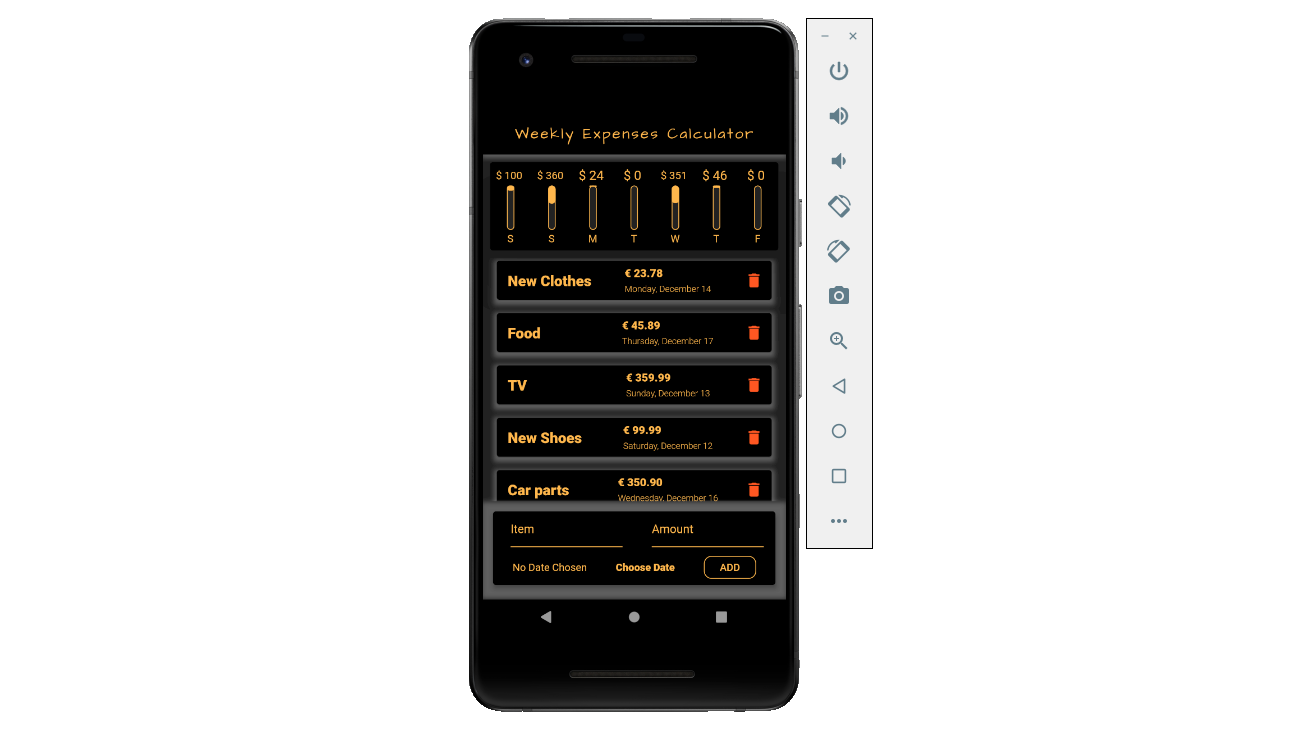 Weekly Expenses Calculator
$ 100 $ 360 $ 24 $ 0 $ 351 $ 46 $ 0
S S M T W T F
New Clothes
€ 23.78
Monday, December 14
Food
€ 45.89
Thursday, December 17
TV
€ 359.99
Sunday, December 13
New Shoes
€ 99.99
Saturday, December 12
Car parts
€ 350.90
Wednesday, December 16
Item Amount
No Date Chosen Choose Date ADD